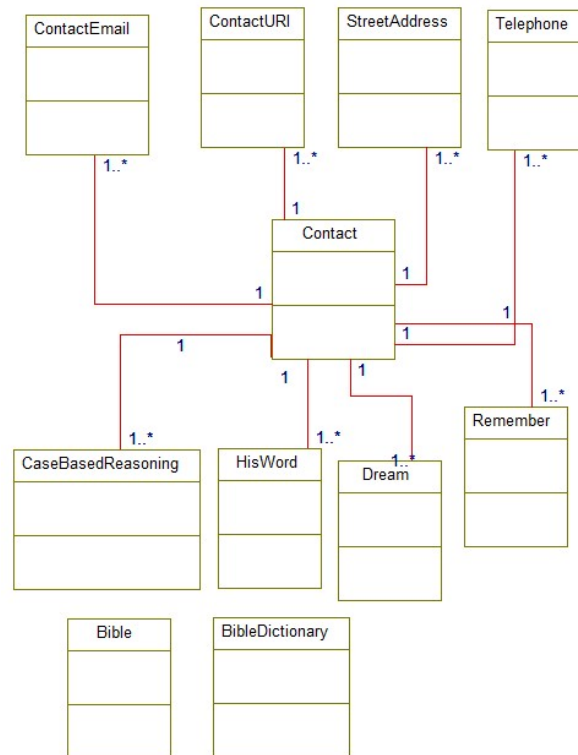 ContactEmail
ContactURI
StreetAddress
Telephone
1..*
1..*
1..*
1..*
1
Contact
1
1
1
1
1
1
1
1..*
1..*
1..*
1..*
Remember
CaseBasedReasoning
HisWord
Dream
Bible
BibleDictionary